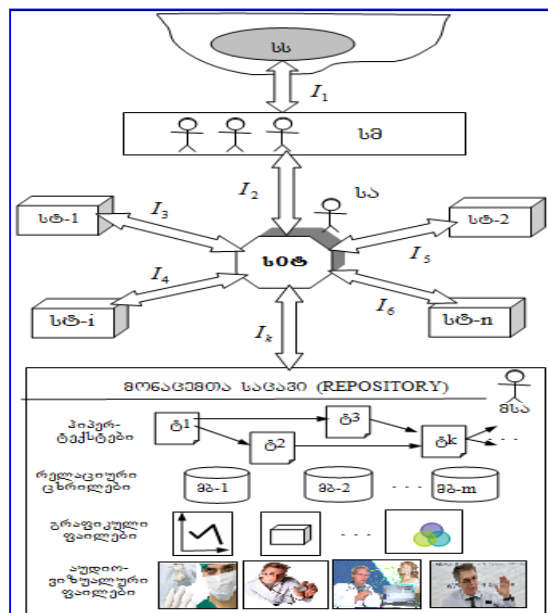 სს
I₁
სმ
I₂
სა
სტ-1
I₃
სტ-2
სიტ
I₄
I₅
სტ-i
Iₖ
I₆
სტ-n
მონაცემთა საცავი (REPOSITORY)
მსა
ჰიპერ-
ტექსტები
ტ1
ტ2
ტ3
ტk
. . .
რელაციური
ცხრილები
მბ-1
მბ-2
. . .
მბ-m
გრაფიკული
ფაილები
...
აუდიო-
ვიზუალური
ფაილები